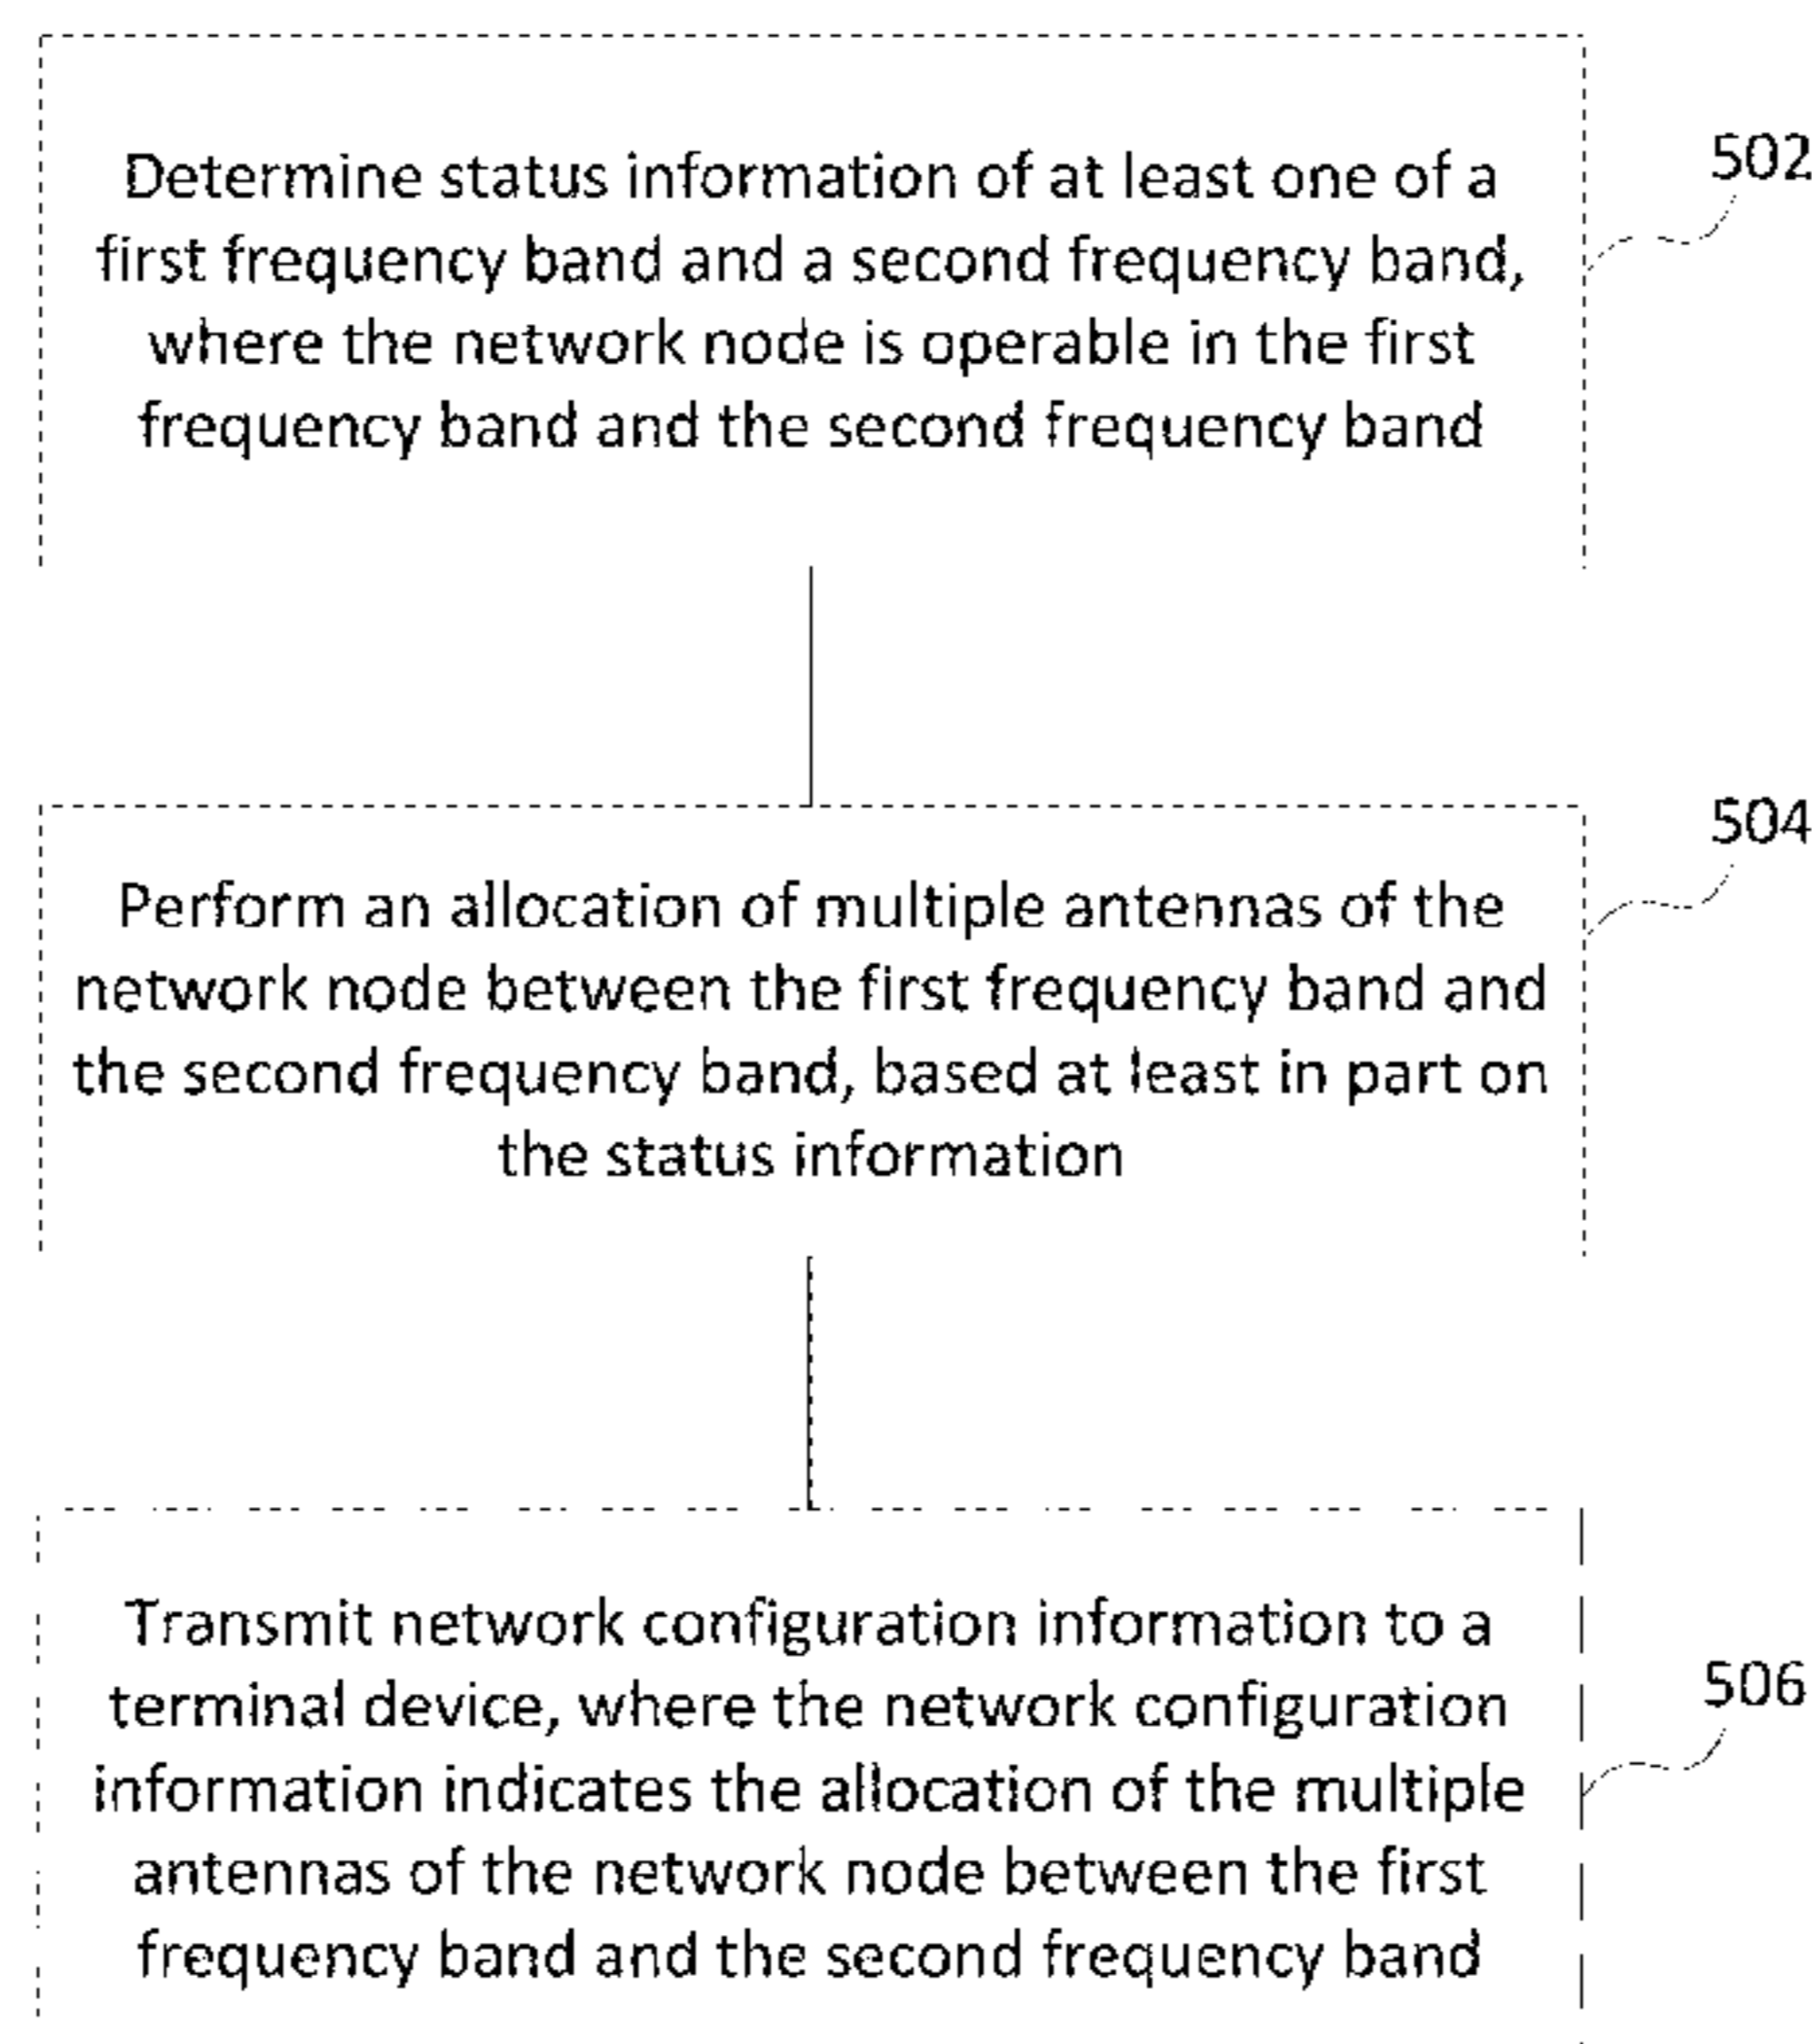 Determine status information of at least one of a
first frequency band and a second frequency band,
where the network node is operable in the first
frequency band and the second frequency band
502
Perform an allocation of multiple antennas of the
network node between the first frequency band and
the second frequency band, based at least in part on
the status information
504
Transmit network configuration information to a
terminal device, where the network configuration
information indicates the allocation of the multiple
antennas of the network node between the first
frequency band and the second frequency band
506